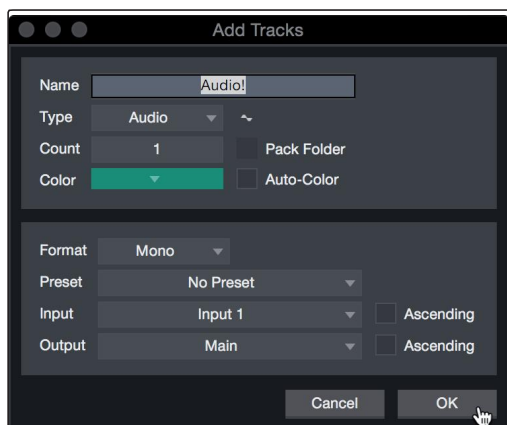 Add Tracks
Name Audio!
Type Audio
Count 1 Pack Folder
Color Auto-Color
Format Mono
Preset No Preset
Input Input 1 Ascending
Output Main Ascending
Cancel OK